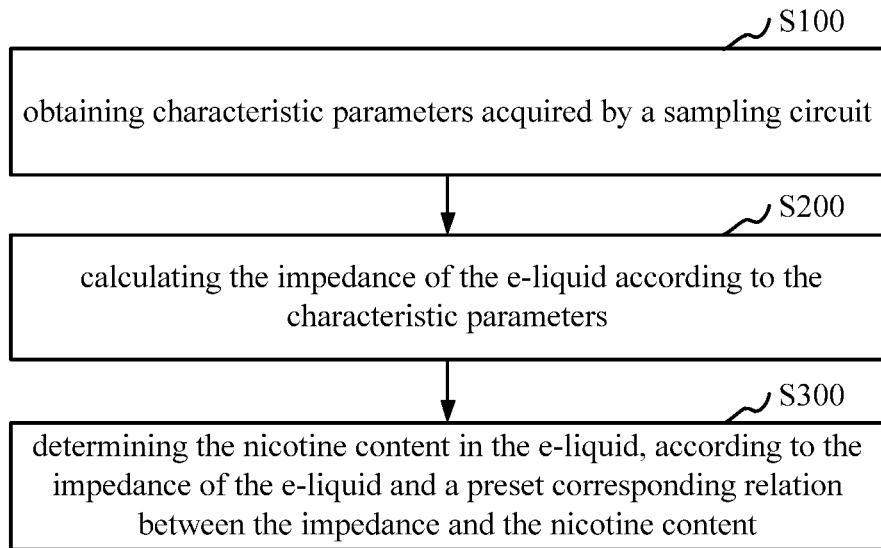 S100
obtaining characteristic parameters acquired by a sampling circuit
S200
calculating the impedance of the e-liquid according to the
characteristic parameters
S300
determining the nicotine content in the e-liquid, according to the
impedance of the e-liquid and a preset corresponding relation
between the impedance and the nicotine content